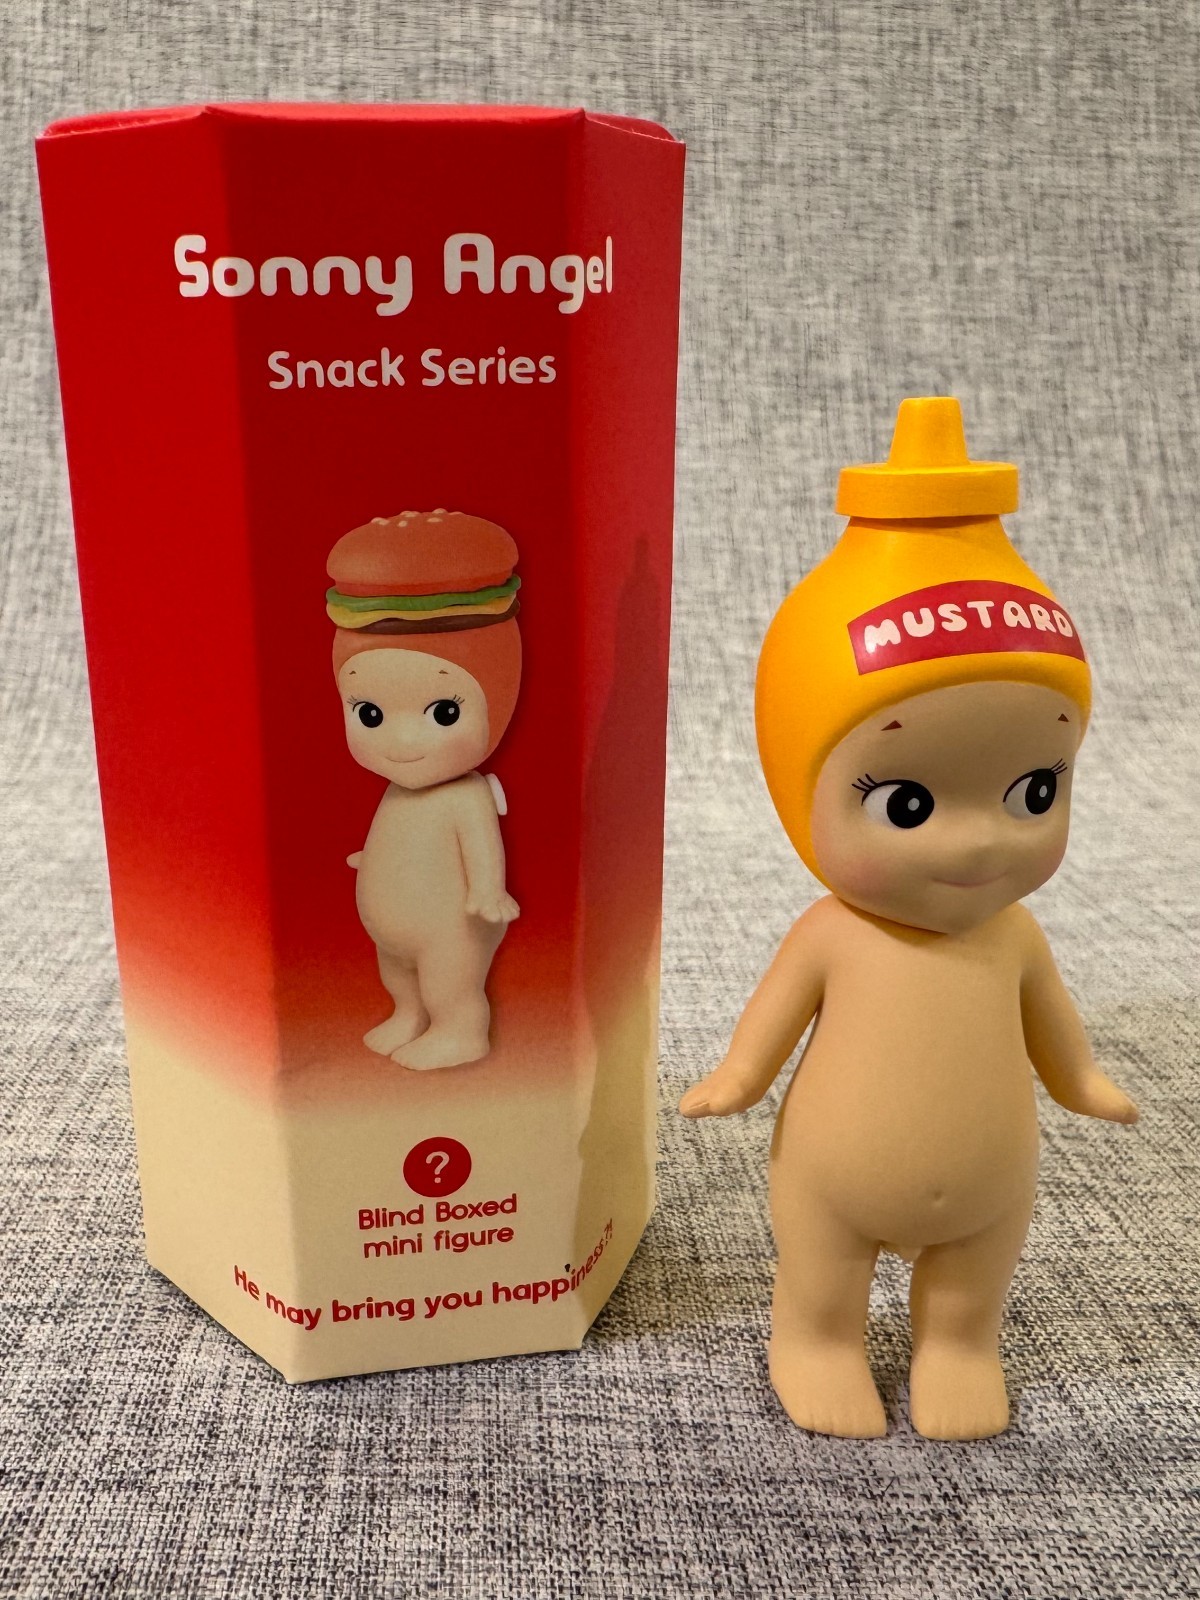 Sonny Angel
Snack Series
MUSTARD
?
Blind Boxed
mini figure
He may bring you happiness?!